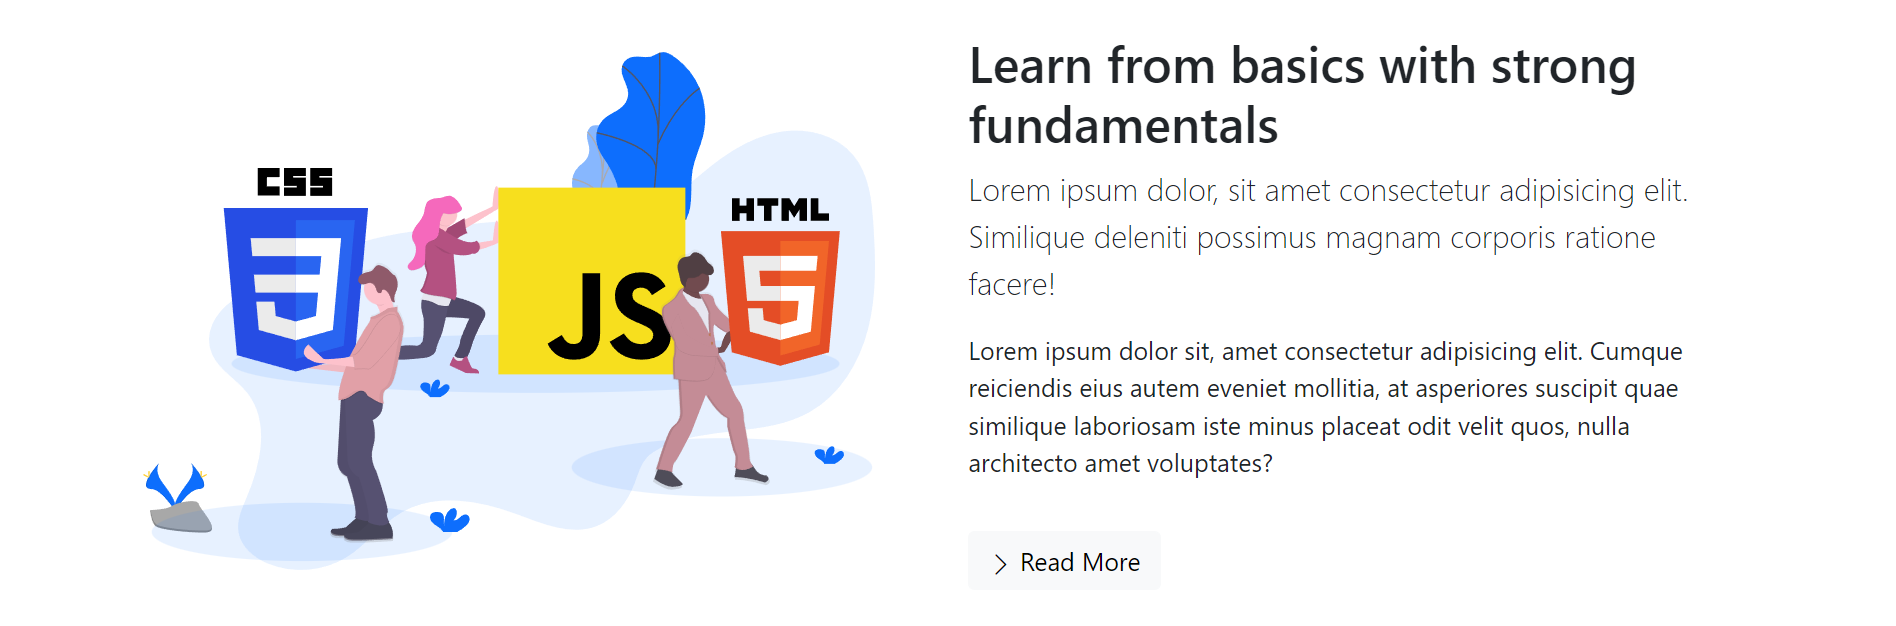 CSS
HTML
JS
Learn from basics with strong
fundamentals
Lorem ipsum dolor, sit amet consectetur adipisicing elit.
Similique deleniti possimus magnam corporis ratione
facere!
Lorem ipsum dolor sit, amet consectetur adipisicing elit. Cumque
reiciendis eius autem eveniet mollitia, at asperiores suscipit quae
similique laboriosam iste minus placeat odit velit quos, nulla
architecto amet voluptates?
Read More